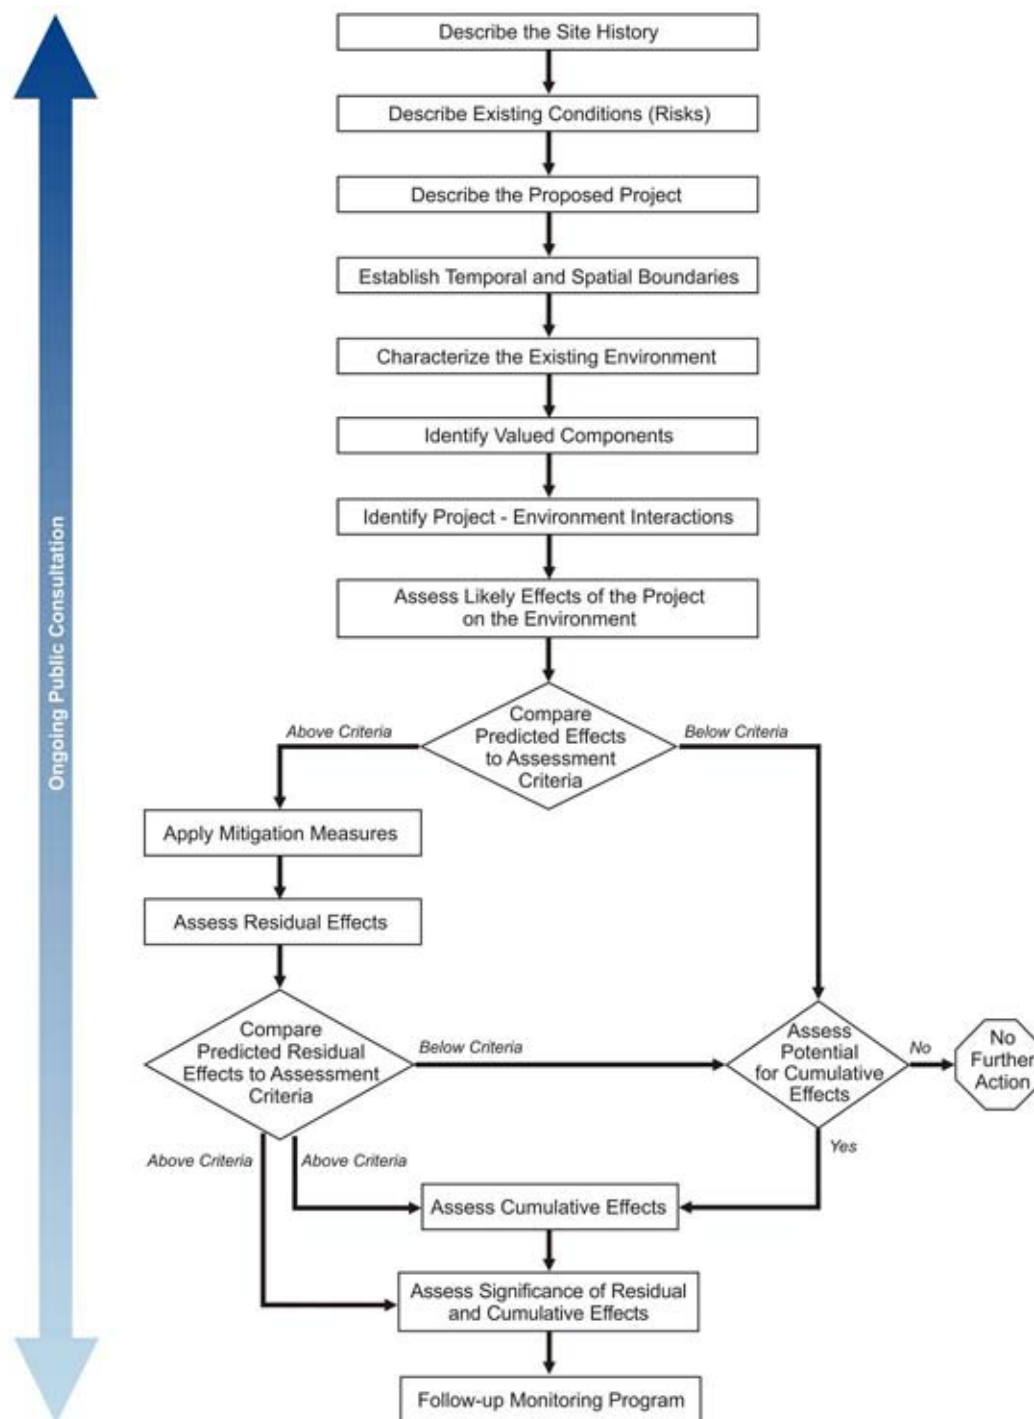 Describe the Site History
Describe Existing Conditions (Risks)
Describe the Proposed Project
Establish Temporal and Spatial Boundaries
Characterize the Existing Environment
Identify Valued Components
Identify Project - Environment Interactions
Assess Likely Effects of the Project
on the Environment
Compare
Predicted Effects
to Assessment
Criteria
Above Criteria
Below Criteria
Apply Mitigation Measures
Assess Residual Effects
Compare
Predicted Residual
Effects to Assessment
Criteria
Below Criteria
Assess
Potential
for Cumulative
Effects
No
No
Further
Action
Above Criteria
Above Criteria
Yes
Assess Cumulative Effects
Assess Significance of Residual
and Cumulative Effects
Follow-up Monitoring Program
Ongoing Public Consultation